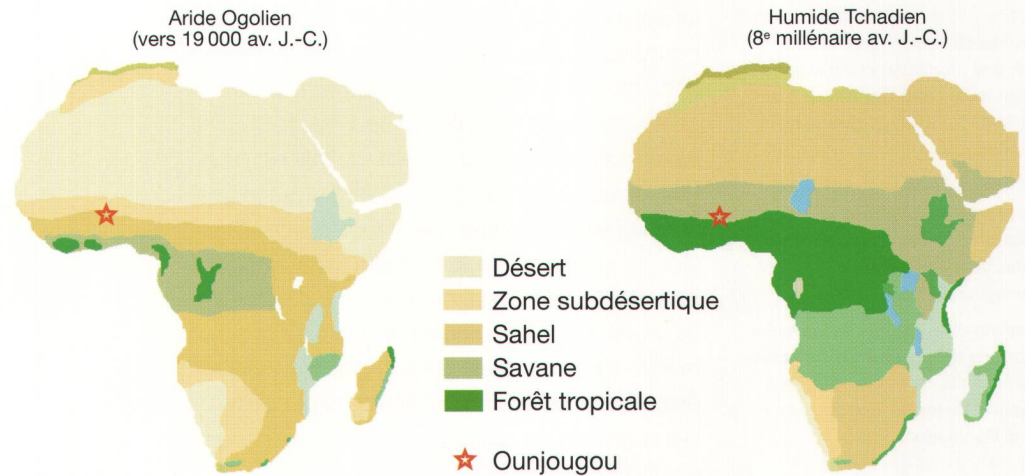 Aride Ogolien
(vers 19 000 av. J.-C.)
Humide Tchadien
(8e millénaire av. J.-C.)
Désert
Zone subdésertique
Sahel
Savane
Forêt tropicale
Ounjougou